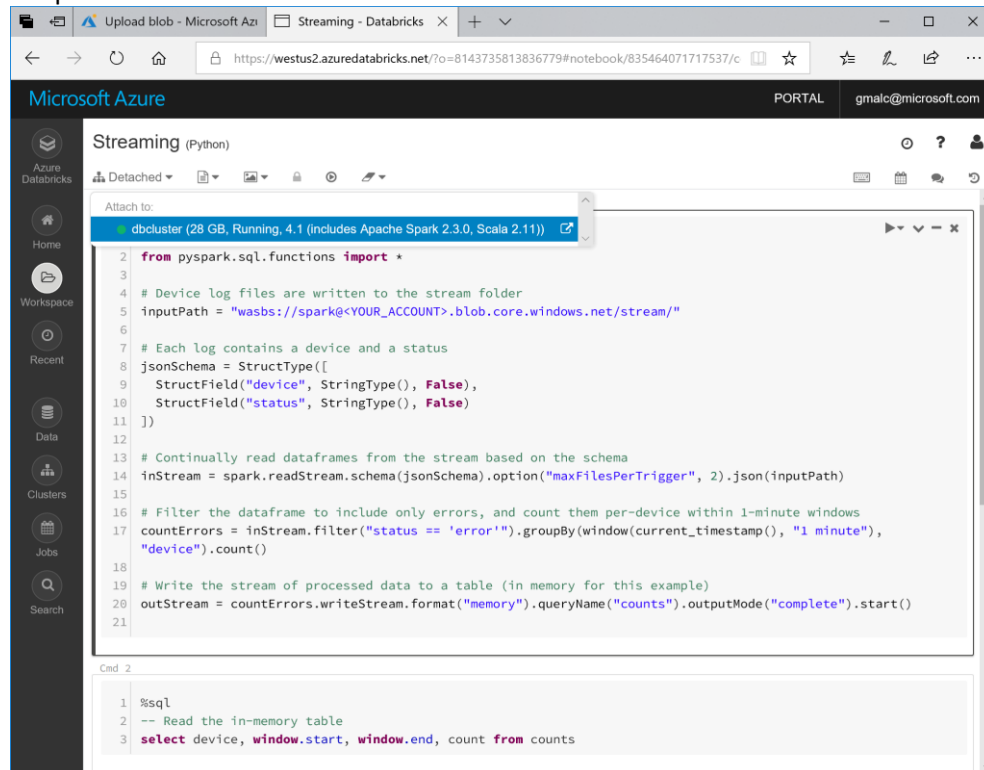 Upload blob - Microsoft Azu
Streaming - Databricks
https://westus2.azuredatabricks.net/?o=8143735813836779#notebook/835464071717537/c
Microsoft Azure
PORTAL
gmalc@microsoft.com
Azure Databricks
Home
Workspace
Recent
Data
Clusters
Jobs
Search
Streaming (Python)
Detached
Attach to:
dbcluster (28 GB, Running, 4.1 (includes Apache Spark 2.3.0, Scala 2.11))
2 from pyspark.sql.functions import *
3
4 # Device log files are written to the stream folder
5 inputPath = "wasbs://spark@<YOUR_ACCOUNT>.blob.core.windows.net/stream/"
6
7 # Each log contains a device and a status
8 jsonSchema = StructType([
9 StructField("device", StringType(), False),
10 StructField("status", StringType(), False)
11 ])
12
13 # Continually read dataframes from the stream based on the schema
14 inStream = spark.readStream.schema(jsonSchema).option("maxFilesPerTrigger", 2).json(inputPath)
15
16 # Filter the dataframe to include only errors, and count them per-device within 1-minute windows
17 countErrors = inStream.filter("status == 'error'").groupBy(window(current_timestamp(), "1 minute"),
"device").count()
18
19 # Write the stream of processed data to a table (in memory for this example)
20 outStream = countErrors.writeStream.format("memory").queryName("counts").outputMode("complete").start()
21
Cmd 2
1 %sql
2 -- Read the in-memory table
3 select device, window.start, window.end, count from counts